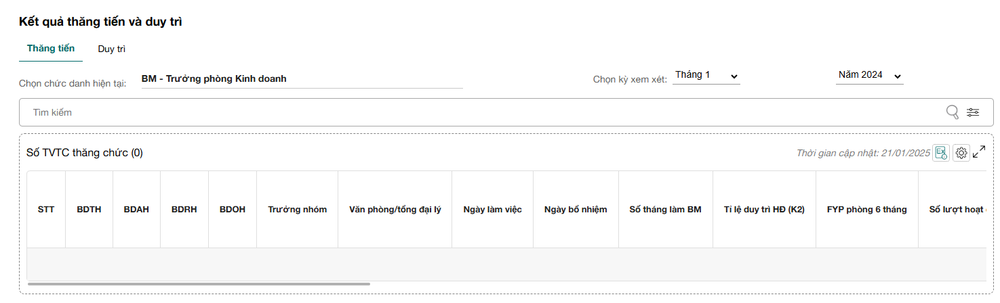 Kết quả thăng tiến và duy trì
Thăng tiến Duy trì
Chọn chức danh hiện tại: BM - Trưởng phòng Kinh doanh Chọn kỳ xem xét: Tháng 1 Năm 2024
Tìm kiếm
Số TVTC thăng chức (0) Thời gian cập nhật: 21/01/2025 Ex
STT BDTH BDAH BDRH BDOH Trưởng nhóm Văn phòng/tổng đại lý Ngày làm việc Ngày bổ nhiệm Số tháng làm BM Tỉ lệ duy trì HĐ (K2) FYP phòng 6 tháng Số lượt hoạt